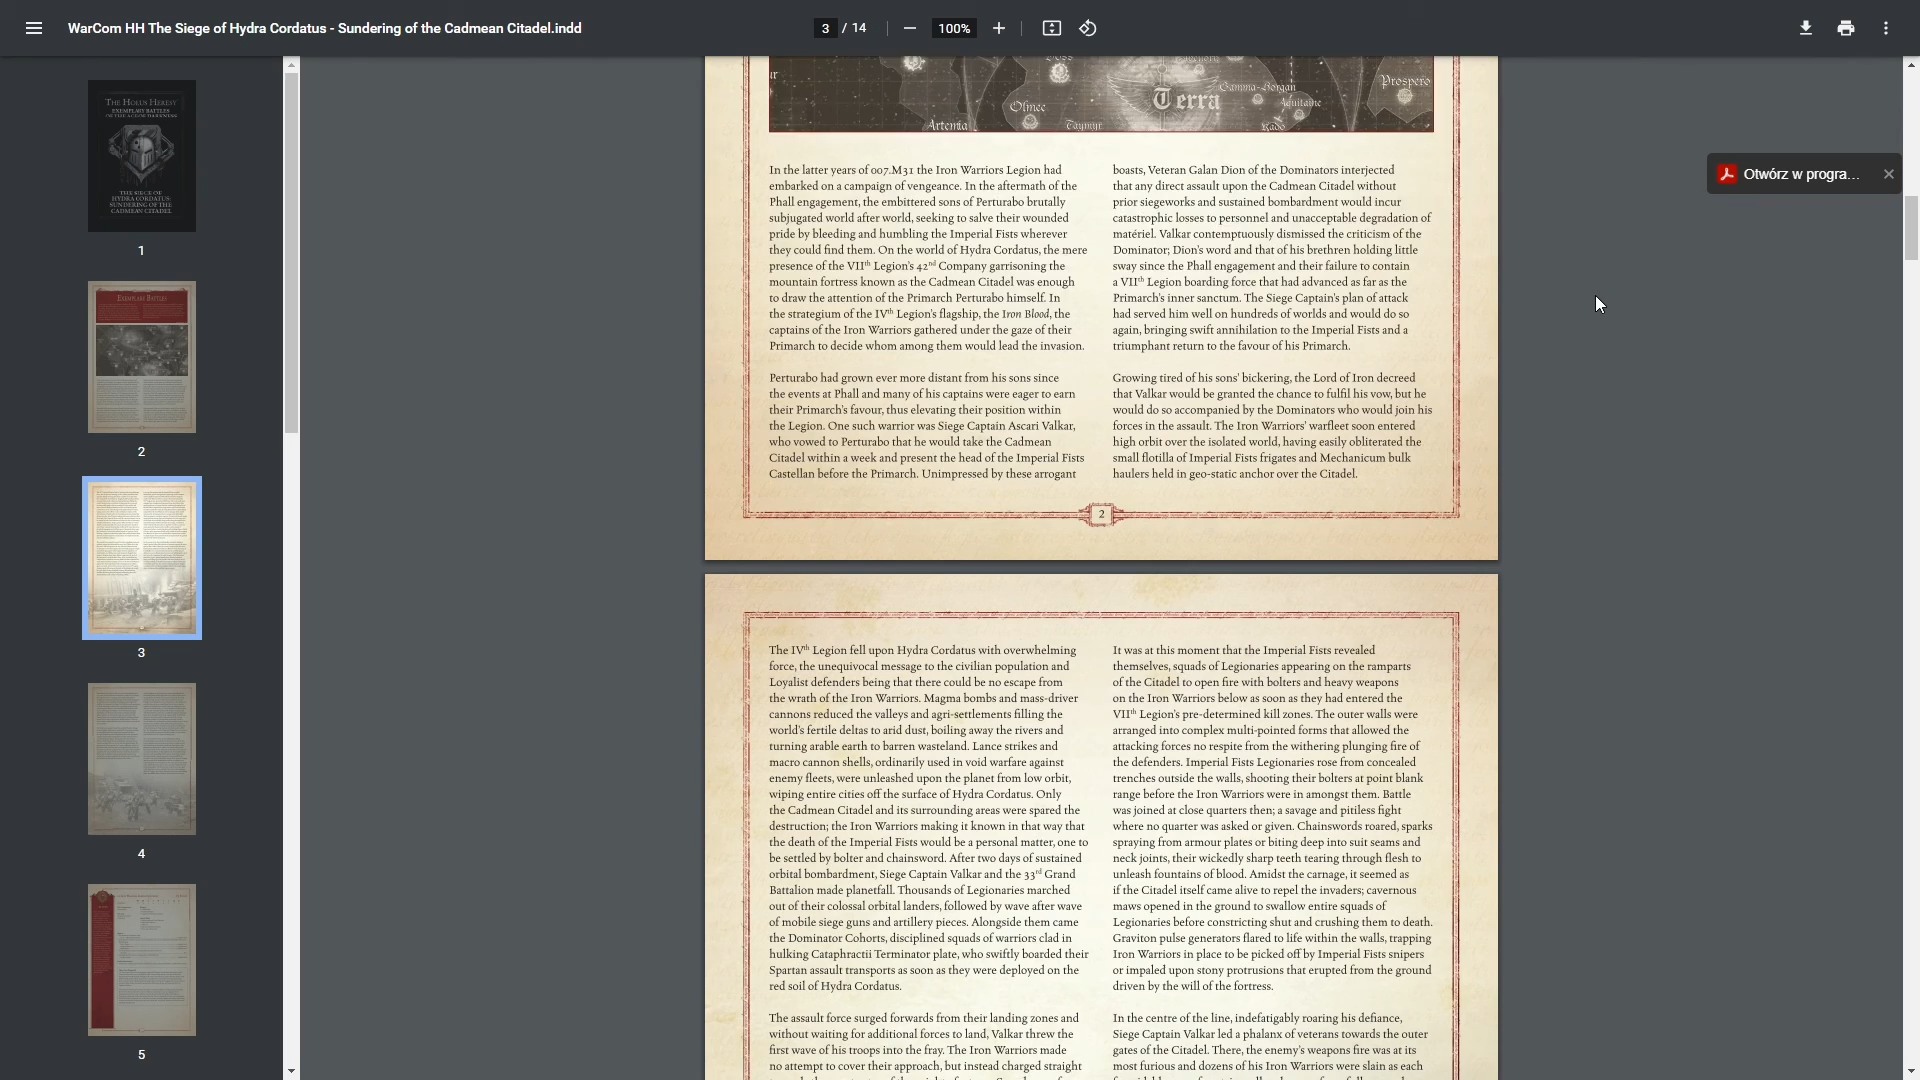 WarCom HH The Siege of Hydra Cordatus - Sundering of the Cadmean Citadel.indd
3 / 14
100%
Otwórz w progra...
The Horus Heresy
Exemplary Battles
of the Age of Darkness
The Siege of
Hydra Cordatus:
Sundering of the
Cadmean Citadel
1
Exemplary Battles
2
3
4
5
Prospero
Gamma-Horgan
Terra
Aquitaine
Olmec
Artemia
Taymyr
In the latter years of 007.M31 the Iron Warriors Legion had
embarked on a campaign of vengeance. In the aftermath of the
Phall engagement, the embittered sons of Perturabo brutally
subjugated world after world, seeking to salve their wounded
pride by bleeding and humbling the Imperial Fists wherever
they could find them. On the world of Hydra Cordatus, the mere
presence of the VIIth Legion's 42nd Company garrisoning the
mountain fortress known as the Cadmean Citadel was enough
to draw the attention of the Primarch Perturabo himself. In
the strategium of the IVth Legion's flagship, the Iron Blood, the
captains of the Iron Warriors gathered under the gaze of their
Primarch to decide whom among them would lead the invasion.
Perturabo had grown ever more distant from his sons since
the events at Phall and many of his captains were eager to earn
their Primarch's favour, thus elevating their position within
the Legion. One such warrior was Siege Captain Ascari Valkar,
who vowed to Perturabo that he would take the Cadmean
Citadel within a week and present the head of the Imperial Fists
Castellan before the Primarch. Unimpressed by these arrogant
boasts, Veteran Galan Dion of the Dominators interjected
that any direct assault upon the Cadmean Citadel without
prior siegeworks and sustained bombardment would incur
catastrophic losses to personnel and unacceptable degradation of
matériel. Valkar contemptuously dismissed the criticism of the
Dominator; Dion's word and that of his brethren holding little
sway since the Phall engagement and their failure to contain
a VIIth Legion boarding force that had advanced as far as the
Primarch's inner sanctum. The Siege Captain's plan of attack
had served him well on hundreds of worlds and would do so
again, bringing swift annihilation to the Imperial Fists and a
triumphant return to the favour of his Primarch.
Growing tired of his sons' bickering, the Lord of Iron decreed
that Valkar would be granted the chance to fulfil his vow, but he
would do so accompanied by the Dominators who would join his
forces in the assault. The Iron Warriors' warfleet soon entered
high orbit over the isolated world, having easily obliterated the
small flotilla of Imperial Fists frigates and Mechanicum bulk
haulers held in geo-static anchor over the Citadel.
2
The IVth Legion fell upon Hydra Cordatus with overwhelming
force, the unequivocal message to the civilian population and
Loyalist defenders being that there could be no escape from
the wrath of the Iron Warriors. Magma bombs and mass-driver
cannons reduced the valleys and agri-settlements filling the
world's fertile deltas to arid dust, boiling away the rivers and
turning arable earth to barren wasteland. Lance strikes and
macro cannon shells, ordinarily used in void warfare against
enemy fleets, were unleashed upon the planet from low orbit,
wiping entire cities off the surface of Hydra Cordatus. Only
the Cadmean Citadel and its surrounding areas were spared the
destruction; the Iron Warriors making it known in that way that
the death of the Imperial Fists would be a personal matter, one to
be settled by bolter and chainsword. After two days of sustained
orbital bombardment, Siege Captain Valkar and the 33rd Grand
Battalion made planetfall. Thousands of Legionaries marched
out of their colossal orbital landers, followed by wave after wave
of mobile siege guns and artillery pieces. Alongside them came
the Dominator Cohorts, disciplined squads of warriors clad in
hulking Cataphractii Terminator plate, who swiftly boarded their
Spartan assault transports as soon as they were deployed on the
red soil of Hydra Cordatus.
The assault force surged forwards from their landing zones and
without waiting for additional forces to land, Valkar threw the
first wave of his troops into the fray. The Iron Warriors made
no attempt to cover their approach, but instead charged straight
It was at this moment that the Imperial Fists revealed
themselves, squads of Legionaries appearing on the ramparts
of the Citadel to open fire with bolters and heavy weapons
on the Iron Warriors below as soon as they had entered the
VIIth Legion's pre-determined kill zones. The outer walls were
arranged into complex multi-pointed forms that allowed the
attacking forces no respite from the withering plunging fire of
the defenders. Imperial Fists Legionaries rose from concealed
trenches outside the walls, shooting their bolters at point blank
range before the Iron Warriors were in amongst them. Battle
was joined at close quarters then; a savage and pitiless fight
where no quarter was asked or given. Chainswords roared, sparks
spraying from armour plates or biting deep into suit seams and
neck joints, their wickedly sharp teeth tearing through flesh to
unleash fountains of blood. Amidst the carnage, it seemed as
if the Citadel itself came alive to repel the invaders; cavernous
maws opened in the ground to swallow entire squads of
Legionaries before constricting shut and crushing them to death.
Graviton pulse generators flared to life within the walls, trapping
Iron Warriors in place to be picked off by Imperial Fists snipers
or impaled upon stony protrusions that erupted from the ground
driven by the will of the fortress.
In the centre of the line, indefatigably roaring his defiance,
Siege Captain Valkar led a phalanx of veterans towards the outer
gates of the Citadel. There, the enemy's weapons fire was at its
most furious and dozens of his Iron Warriors were slain as each